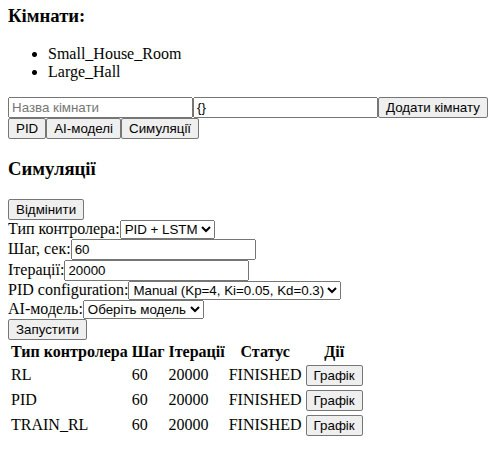 Кімнати:
Small_House_Room
Large_Hall
Назва кімнати {} Додати кімнату
PID AI-моделі Симуляції
Симуляції
Відмінити
Тип контролера: PID + LSTM
Шаг, сек: 60
Ітерації: 20000
PID configuration: Manual (Kp=4, Ki=0.05, Kd=0.3)
AI-модель: Оберіть модель
Запустити
Тип контролера Шаг Ітерації Статус Дії
RL 60 20000 FINISHED Графік
PID 60 20000 FINISHED Графік
TRAIN_RL 60 20000 FINISHED Графік